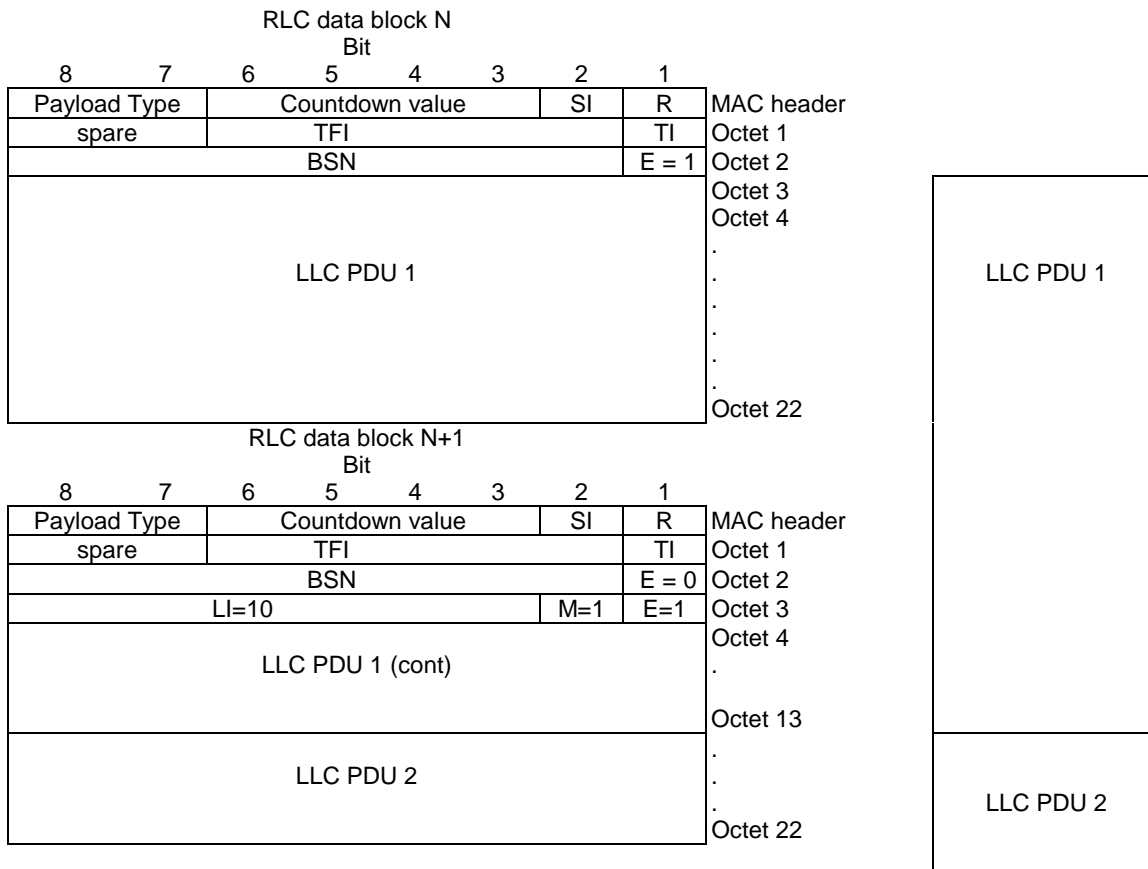 RLC data block N
Bit
8 7 6 5 4 3 2 1
Payload Type Countdown value SI R MAC header
spare TFI TI Octet 1
BSN E = 1 Octet 2
Octet 3
Octet 4
.
LLC PDU 1 . LLC PDU 1
.
.
.
.
Octet 22
RLC data block N+1
Bit
8 7 6 5 4 3 2 1
Payload Type Countdown value SI R MAC header
spare TFI TI Octet 1
BSN E = 0 Octet 2
LI=10 M=1 E=1 Octet 3
Octet 4
LLC PDU 1 (cont) .
Octet 13
.
LLC PDU 2 .
. LLC PDU 2
Octet 22